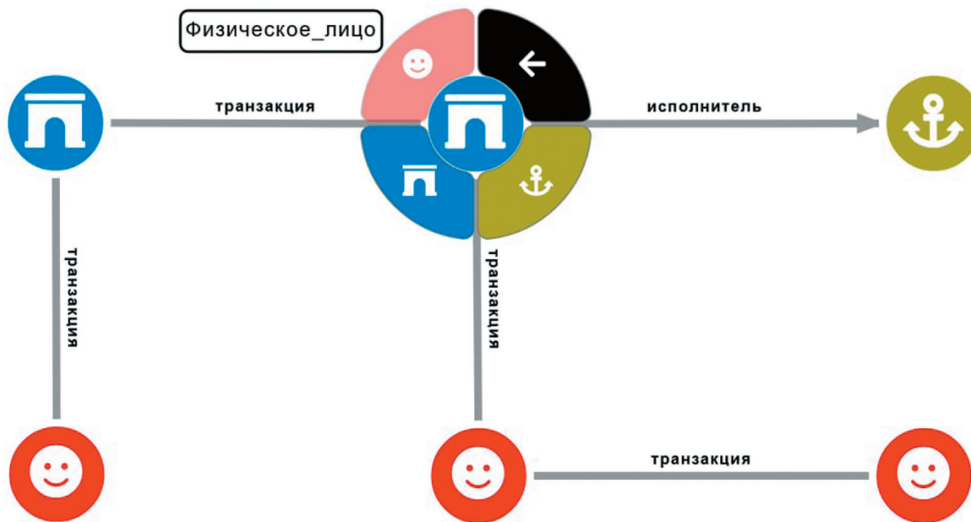 Физическое_лицо
транзакция
исполнитель
транзакция
транзакция
транзакция